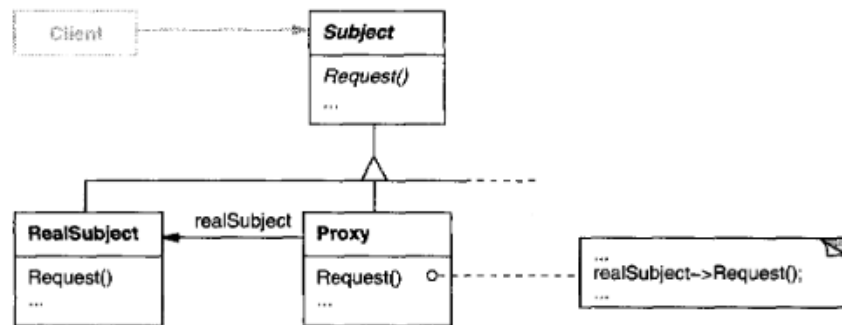 Client
Subject
Request()
...
RealSubject
Request()
...
realSubject
Proxy
Request()
...
...
realSubject->Request();
...